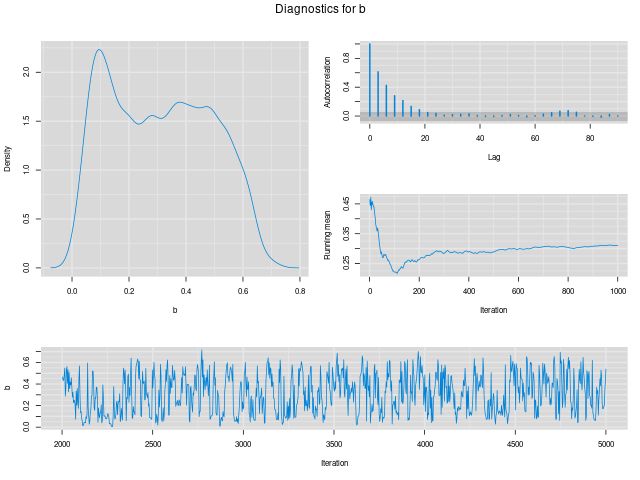 Diagnostics for b
Density
0.0 0.5 1.0 1.5 2.0
0.0 0.2 0.4 0.6 0.8
b
Autocorrelation
0.0 0.4 0.8
0 20 40 60 80
Lag
Running mean
0.25 0.35 0.45
0 200 400 600 800 1000
Iteration
b
0.0 0.2 0.4 0.6
2000 2500 3000 3500 4000 4500 5000
Iteration